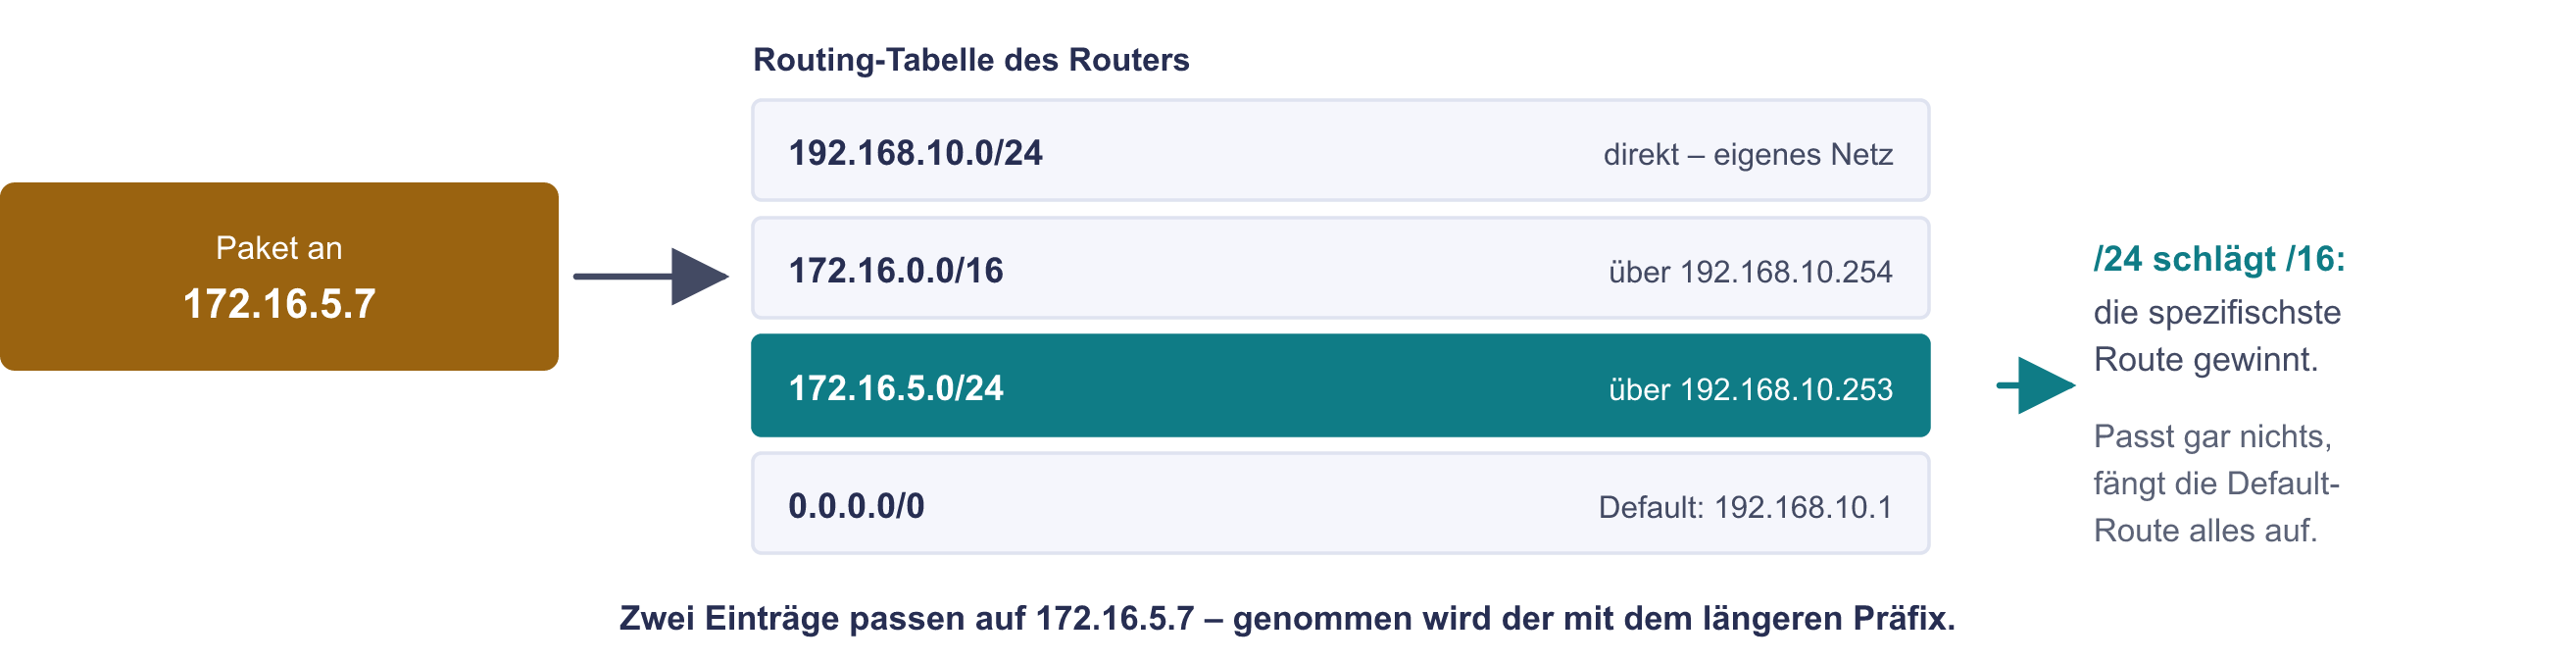 Routing-Tabelle des Routers
Paket an
172.16.5.7
192.168.10.0/24 direkt – eigenes Netz
172.16.0.0/16 über 192.168.10.254
172.16.5.0/24 über 192.168.10.253
0.0.0.0/0 Default: 192.168.10.1
/24 schlägt /16:
die spezifischste
Route gewinnt.
Passt gar nichts,
fängt die Default-
Route alles auf.
Zwei Einträge passen auf 172.16.5.7 – genommen wird der mit dem längeren Präfix.